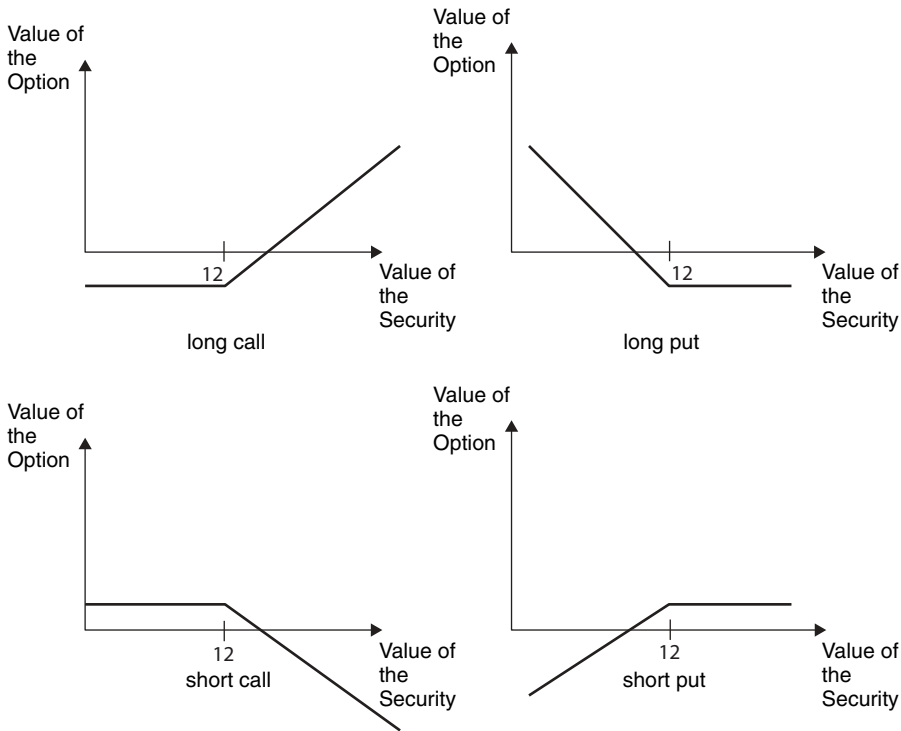 Value of
the
Option
12
Value of
the
Security
long call
Value of
the
Option
12
Value of
the
Security
long put
Value of
the
Option
12
Value of
the
Security
short call
Value of
the
Option
12
Value of
the
Security
short put